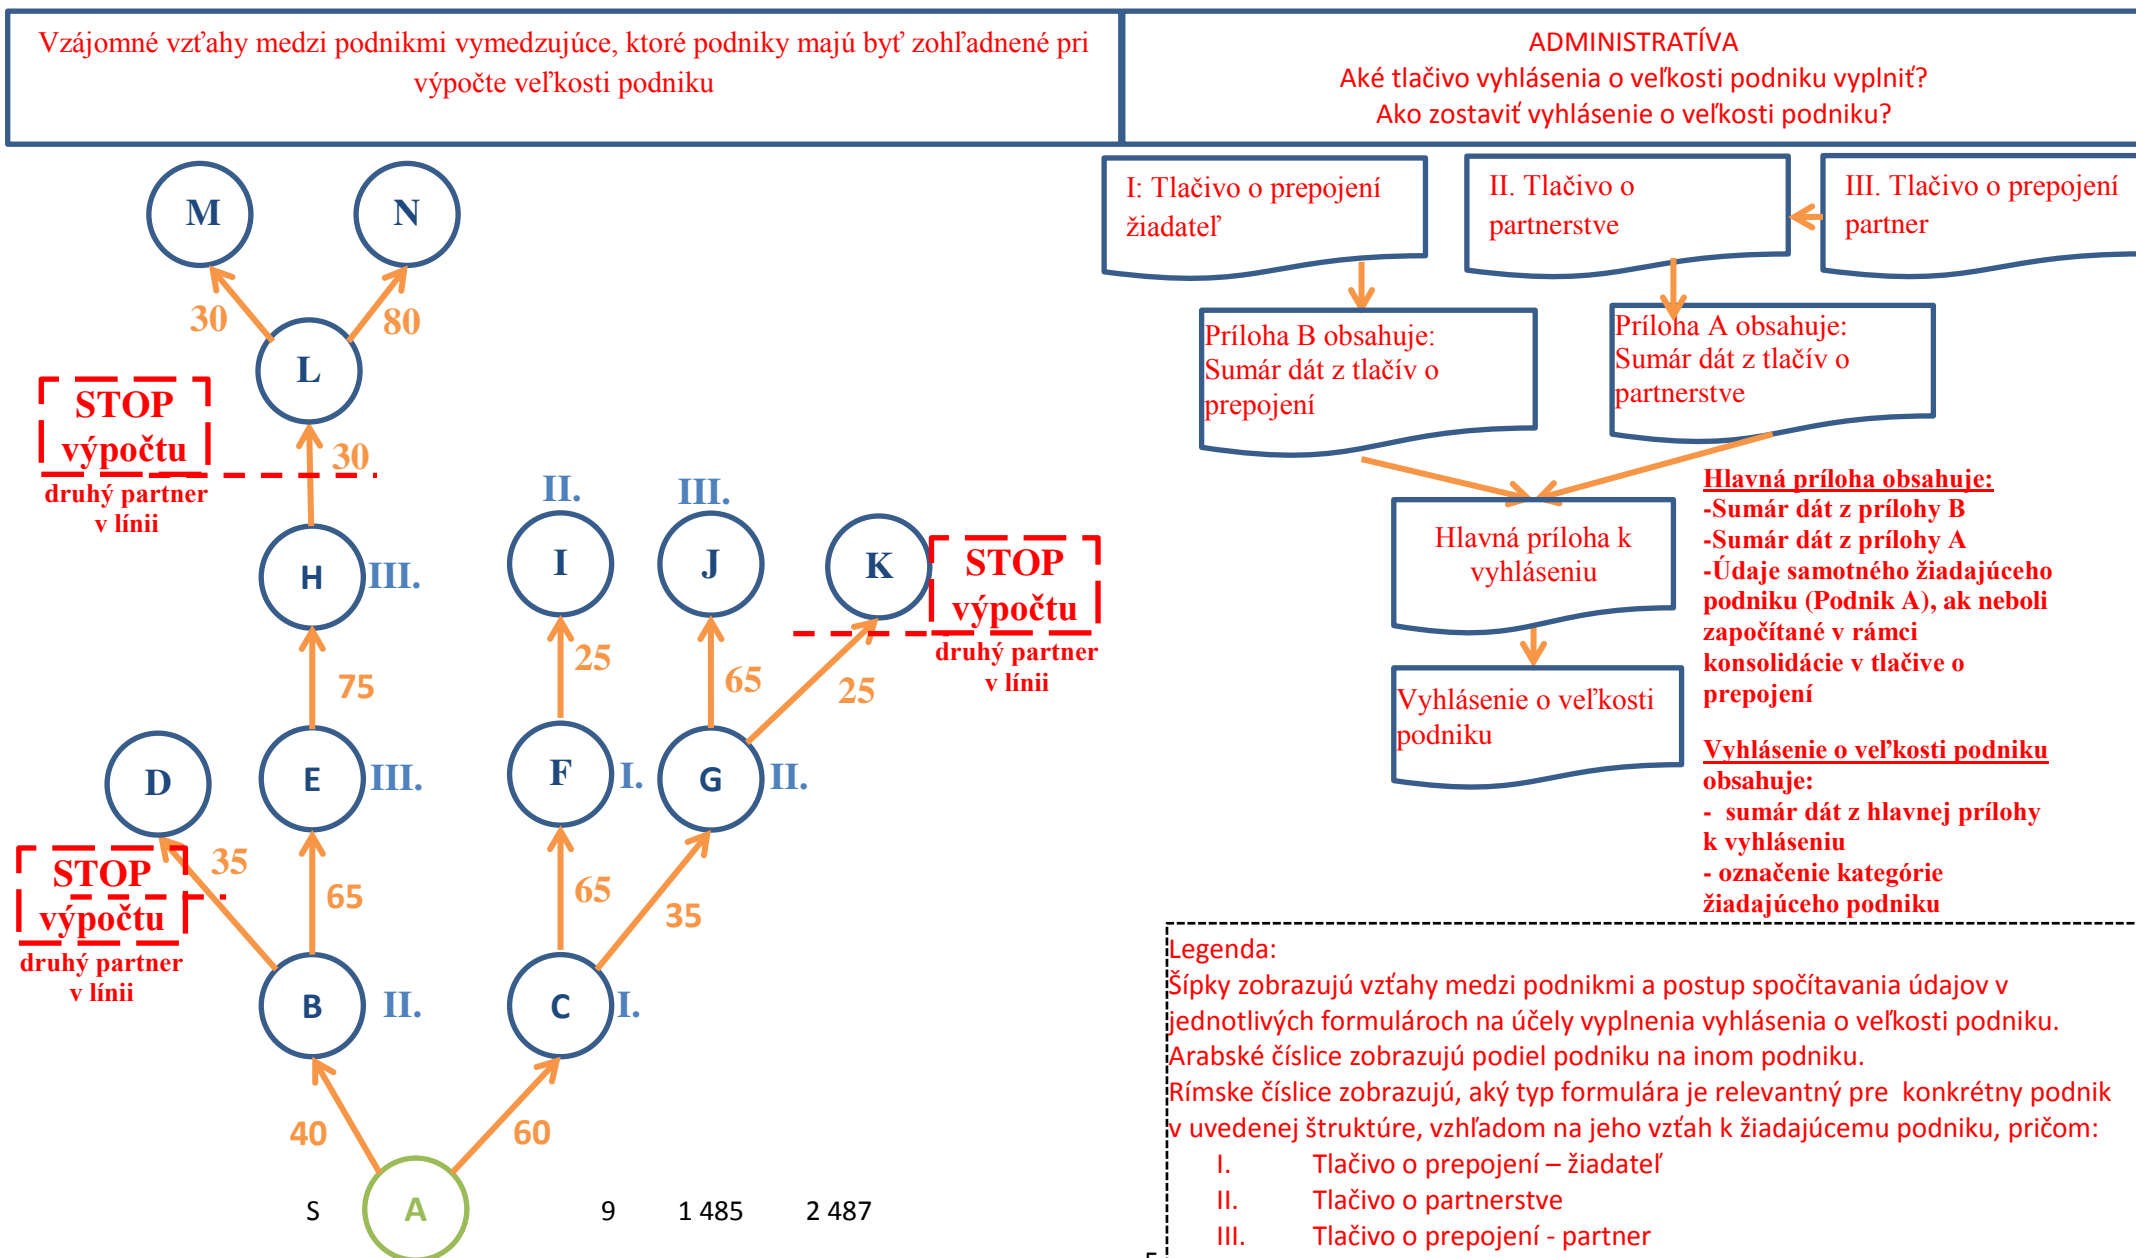 Vzájomné vzťahy medzi podnikmi vymedzujúce, ktoré podniky majú byť zohľadnené pri
výpočte veľkosti podniku
ADMINISTRATÍVA
Aké tlačivo vyhlásenia o veľkosti podniku vyplniť?
Ako zostaviť vyhlásenie o veľkosti podniku?
M
N
30
80
L
STOP
výpočtu
druhý partner
v línii
30
H
III.
II.
I
III.
J
K
STOP
výpočtu
druhý partner
v línii
75
25
65
25
D
E
III.
F
I.
G
II.
STOP
výpočtu
druhý partner
v línii
35
65
65
35
B
II.
C
I.
40
60
S
A
9
1 485
2 487
I: Tlačivo o prepojení
žiadateľ
II. Tlačivo o
partnerstve
III. Tlačivo o prepojení
partner
Príloha B obsahuje:
Sumár dát z tlačív o
prepojení
Príloha A obsahuje:
Sumár dát z tlačív o
partnerstve
Hlavná príloha k
vyhláseniu
Vyhlásenie o veľkosti
podniku
Hlavná príloha obsahuje:
-Sumár dát z prílohy B
-Sumár dát z prílohy A
-Údaje samotného žiadajúceho
podniku (Podnik A), ak neboli
započítané v rámci
konsolidácie v tlačive o
prepojení
Vyhlásenie o veľkosti podniku
obsahuje:
- sumár dát z hlavnej prílohy
k vyhláseniu
- označenie kategórie
žiadajúceho podniku
Legenda:
Šípky zobrazujú vzťahy medzi podnikmi a postup spočítavania údajov v
jednotlivých formulároch na účely vyplnenia vyhlásenia o veľkosti podniku.
Arabské číslice zobrazujú podiel podniku na inom podniku.
Rímske číslice zobrazujú, aký typ formulára je relevantný pre konkrétny podnik
v uvedenej štruktúre, vzhľadom na jeho vzťah k žiadajúcemu podniku, pričom:
I. Tlačivo o prepojení – žiadateľ
II. Tlačivo o partnerstve
III. Tlačivo o prepojení - partner